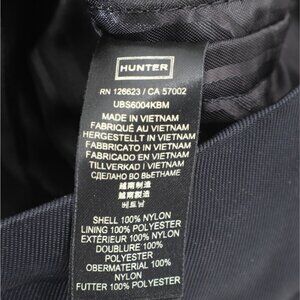 HUNTER
RN 126623 / CA 57002
UBS6004KBM
MADE IN VIETNAM
FABRIQUÉ AU VIETNAM
HERGESTELLT IN VIETNAM
FABBRICATO IN VIETNAM
FABRICADO EN VIETNAM
TILLVERKAD I VIETNAM
СДЕЛАНО ВО ВЬЕТНАМЕ
越南制造
越南製造
베트남
SHELL 100% NYLON
LINING 100% POLYESTER
EXTÉRIEUR 100% NYLON
DOUBLURE 100%
POLYESTER
OBERMATERIAL 100%
NYLON
FUTTER 100% POLYESTER